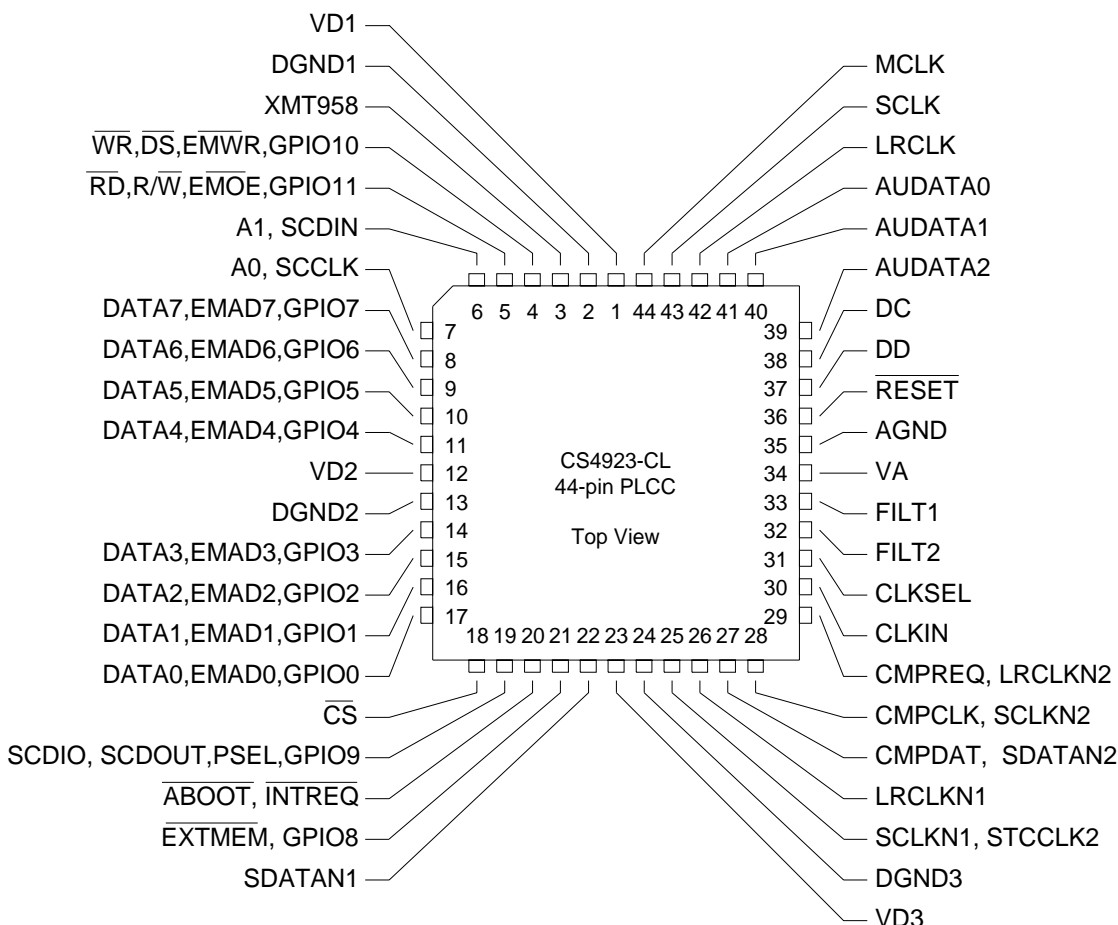 VD1
DGND1
XMT958
WR,DS,EMWR,GPIO10
RD,R/W,EMOE,GPIO11
A1, SCDIN
A0, SCCLK
DATA7,EMAD7,GPIO7
DATA6,EMAD6,GPIO6
DATA5,EMAD5,GPIO5
DATA4,EMAD4,GPIO4
VD2
DGND2
DATA3,EMAD3,GPIO3
DATA2,EMAD2,GPIO2
DATA1,EMAD1,GPIO1
DATA0,EMAD0,GPIO0
CS
SCDIO, SCDOUT,PSEL,GPIO9
ABOOT, INTREQ
EXTMEM, GPIO8
SDATAN1
MCLK
SCLK
LRCLK
AUDATA0
AUDATA1
AUDATA2
DC
DD
RESET
AGND
VA
FILT1
FILT2
CLKSEL
CLKIN
CMPREQ, LRCLKN2
CMPCLK, SCLKN2
CMPDAT, SDATAN2
LRCLKN1
SCLKN1, STCCLK2
DGND3
VD3
6 5 4 3 2 1 44 43 42 41 40
7
8
9
10
11
12
13
14
15
16
17
39
38
37
36
35
34
33
32
31
30
29
18 19 20 21 22 23 24 25 26 27 28
CS4923-CL
44-pin PLCC
Top View